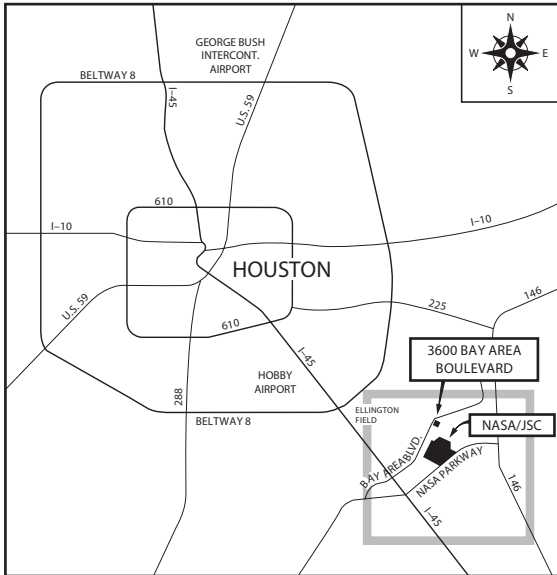 N
GEORGE BUSH
INTERCONT.
AIRPORT
W
E
BELTWAY 8
S
I–45
U.S. 59
610
I–10
I–10
HOUSTON
U.S. 59
225
146
610
I–45
3600 BAY AREA
BOULEVARD
HOBBY
AIRPORT
288
ELLINGTON
FIELD
BELTWAY 8
NASA/JSC
BAY AREA BLVD.
NASA PARKWAY
146
I–45